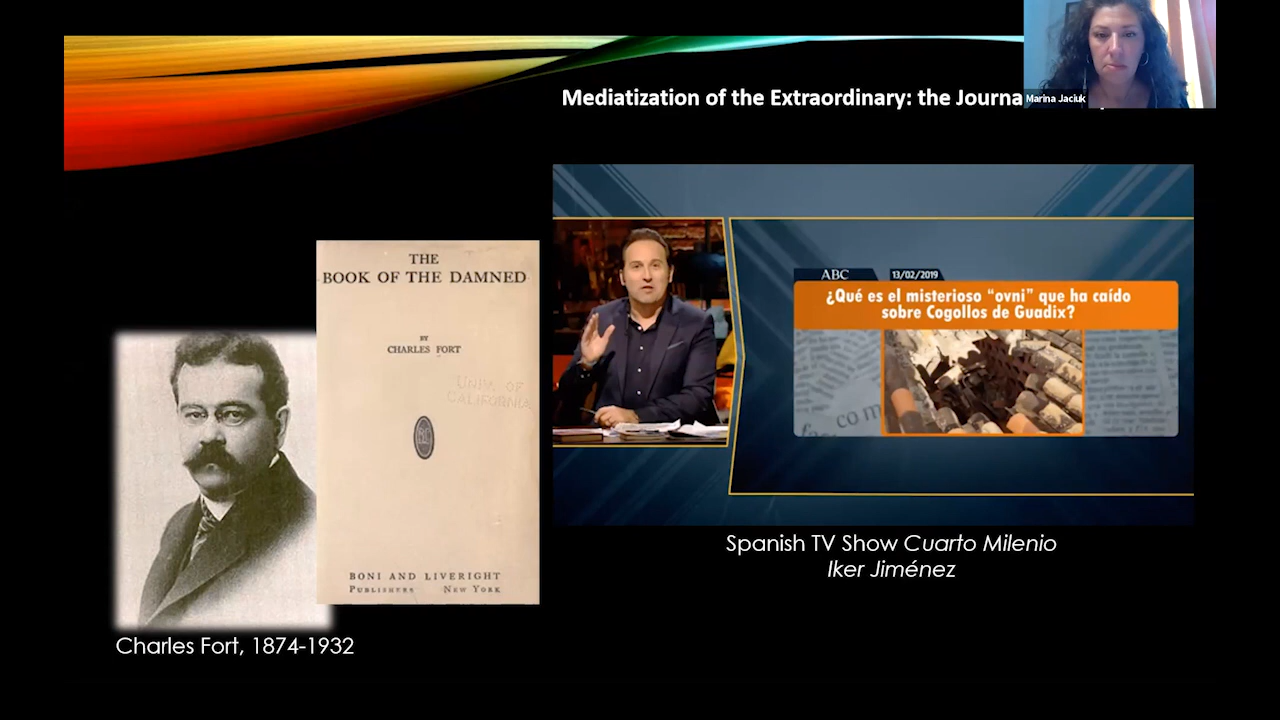 Mediatization of the Extraordinary: the Journa
Marina Jaciuk
THE
BOOK OF THE DAMNED
BY
CHARLES FORT
UNIV. OF
CALIFORNIA
BONI AND LIVERIGHT
PUBLISHERS NEW YORK
ABC 13/02/2019
¿Qué es el misterioso “ovni” que ha caído
sobre Cogollos de Guadix?
Spanish TV Show Cuarto Milenio
Iker Jiménez
Charles Fort, 1874-1932